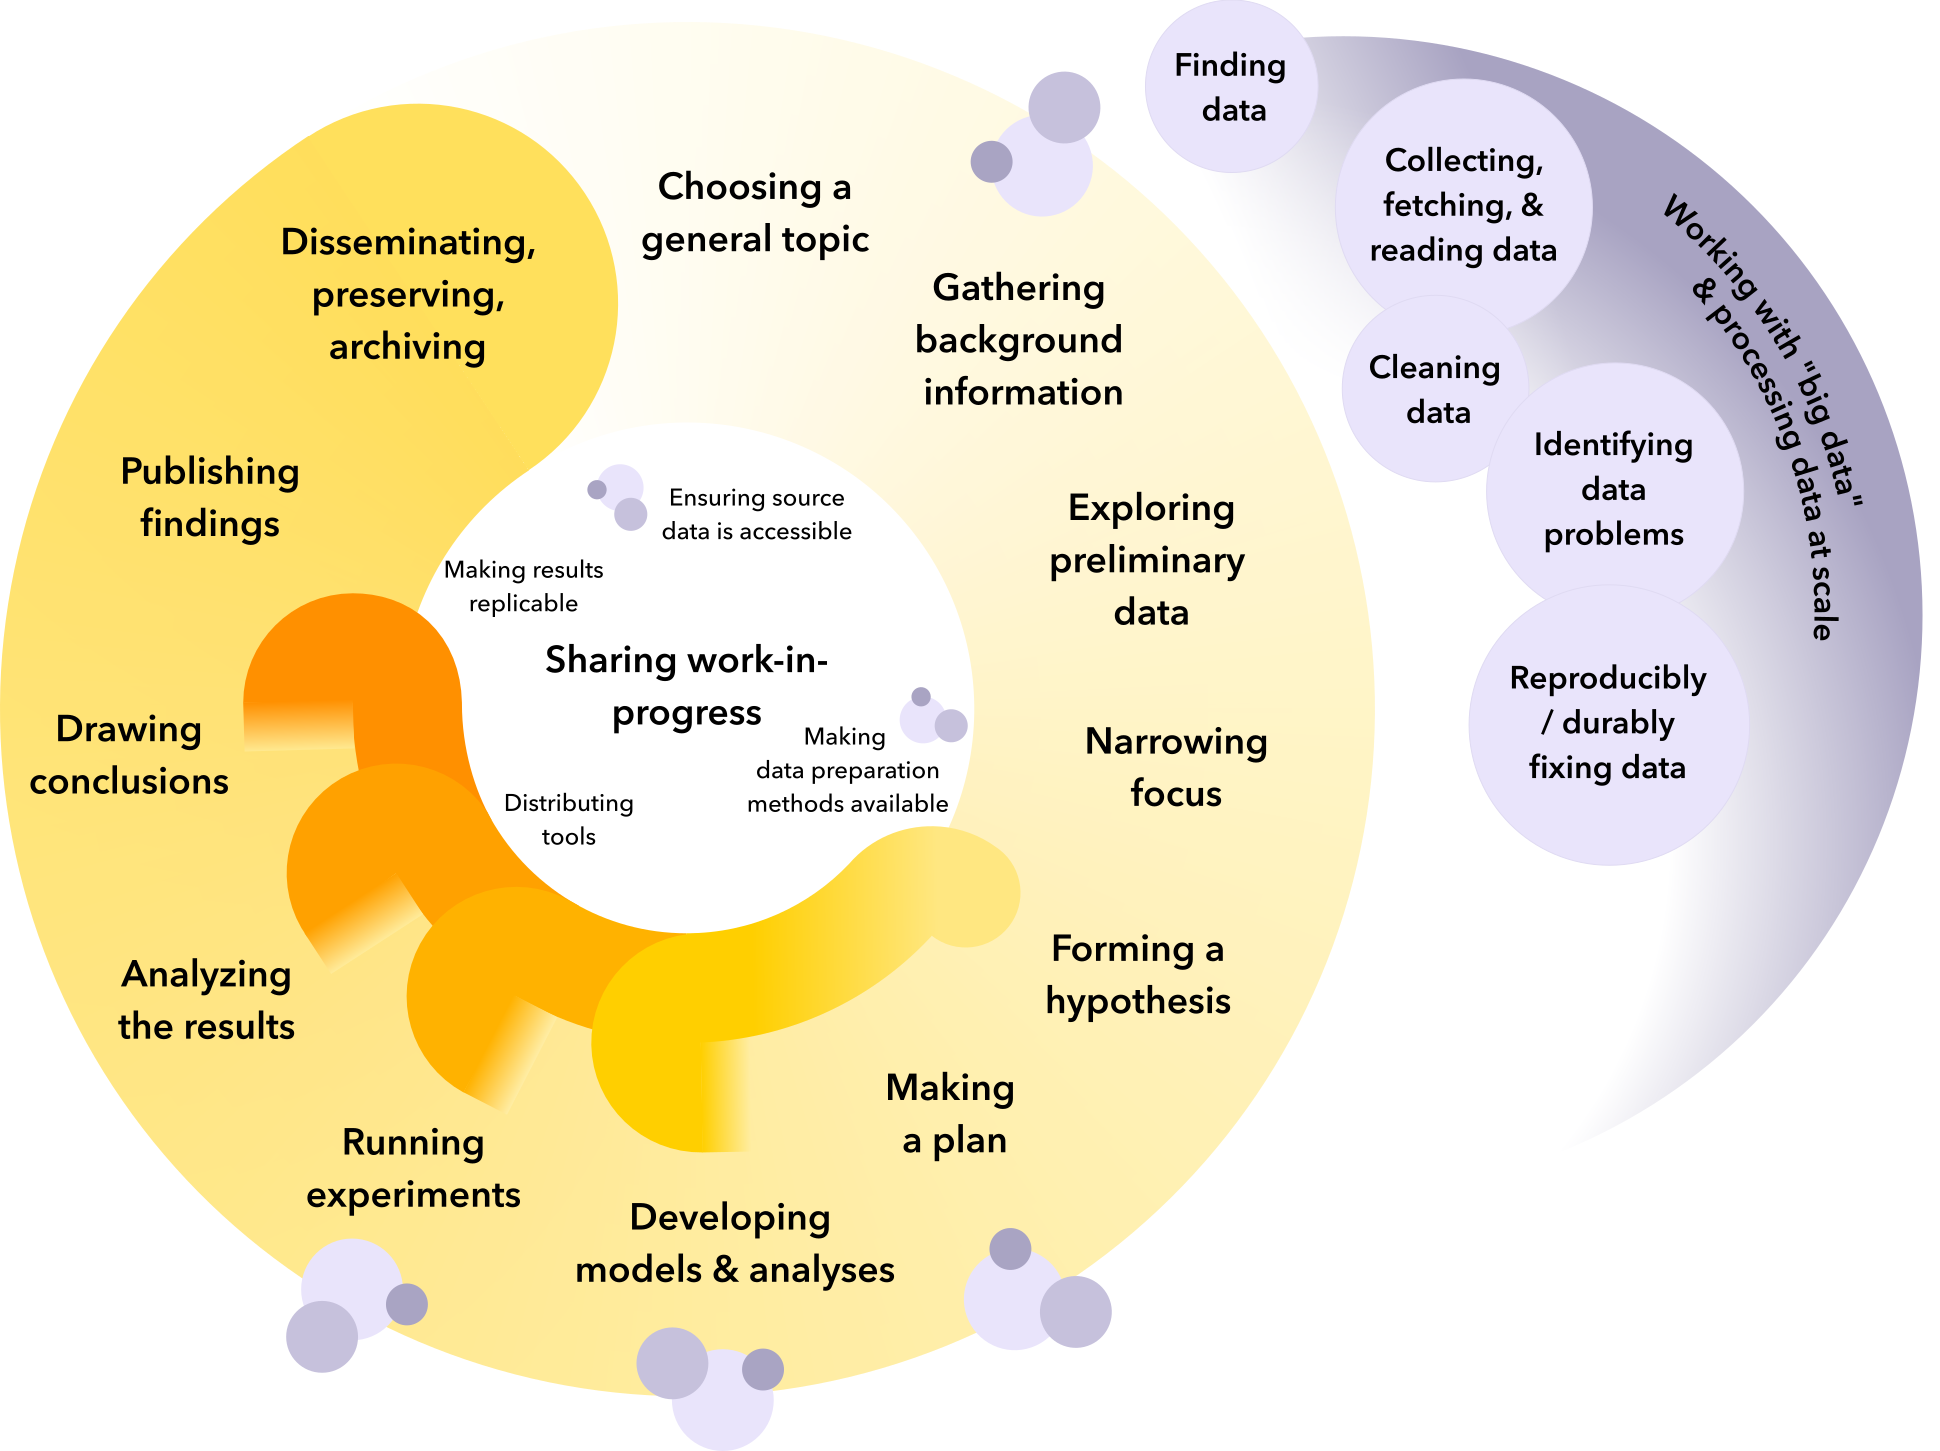 Choosing a
general topic
Gathering
background
information
Exploring
preliminary
data
Narrowing
focus
Forming a
hypothesis
Making
a plan
Developing
models & analyses
Running
experiments
Analyzing
the results
Drawing
conclusions
Publishing
findings
Disseminating,
preserving,
archiving
Ensuring source
data is accessible
Making results
replicable
Sharing work-in-
progress
Making
data preparation
methods available
Distributing
tools
Finding
data
Collecting,
fetching, &
reading data
Cleaning
data
Identifying
data
problems
Reproducibly
/ durably
fixing data
Working with "big data"
& processing data at scale